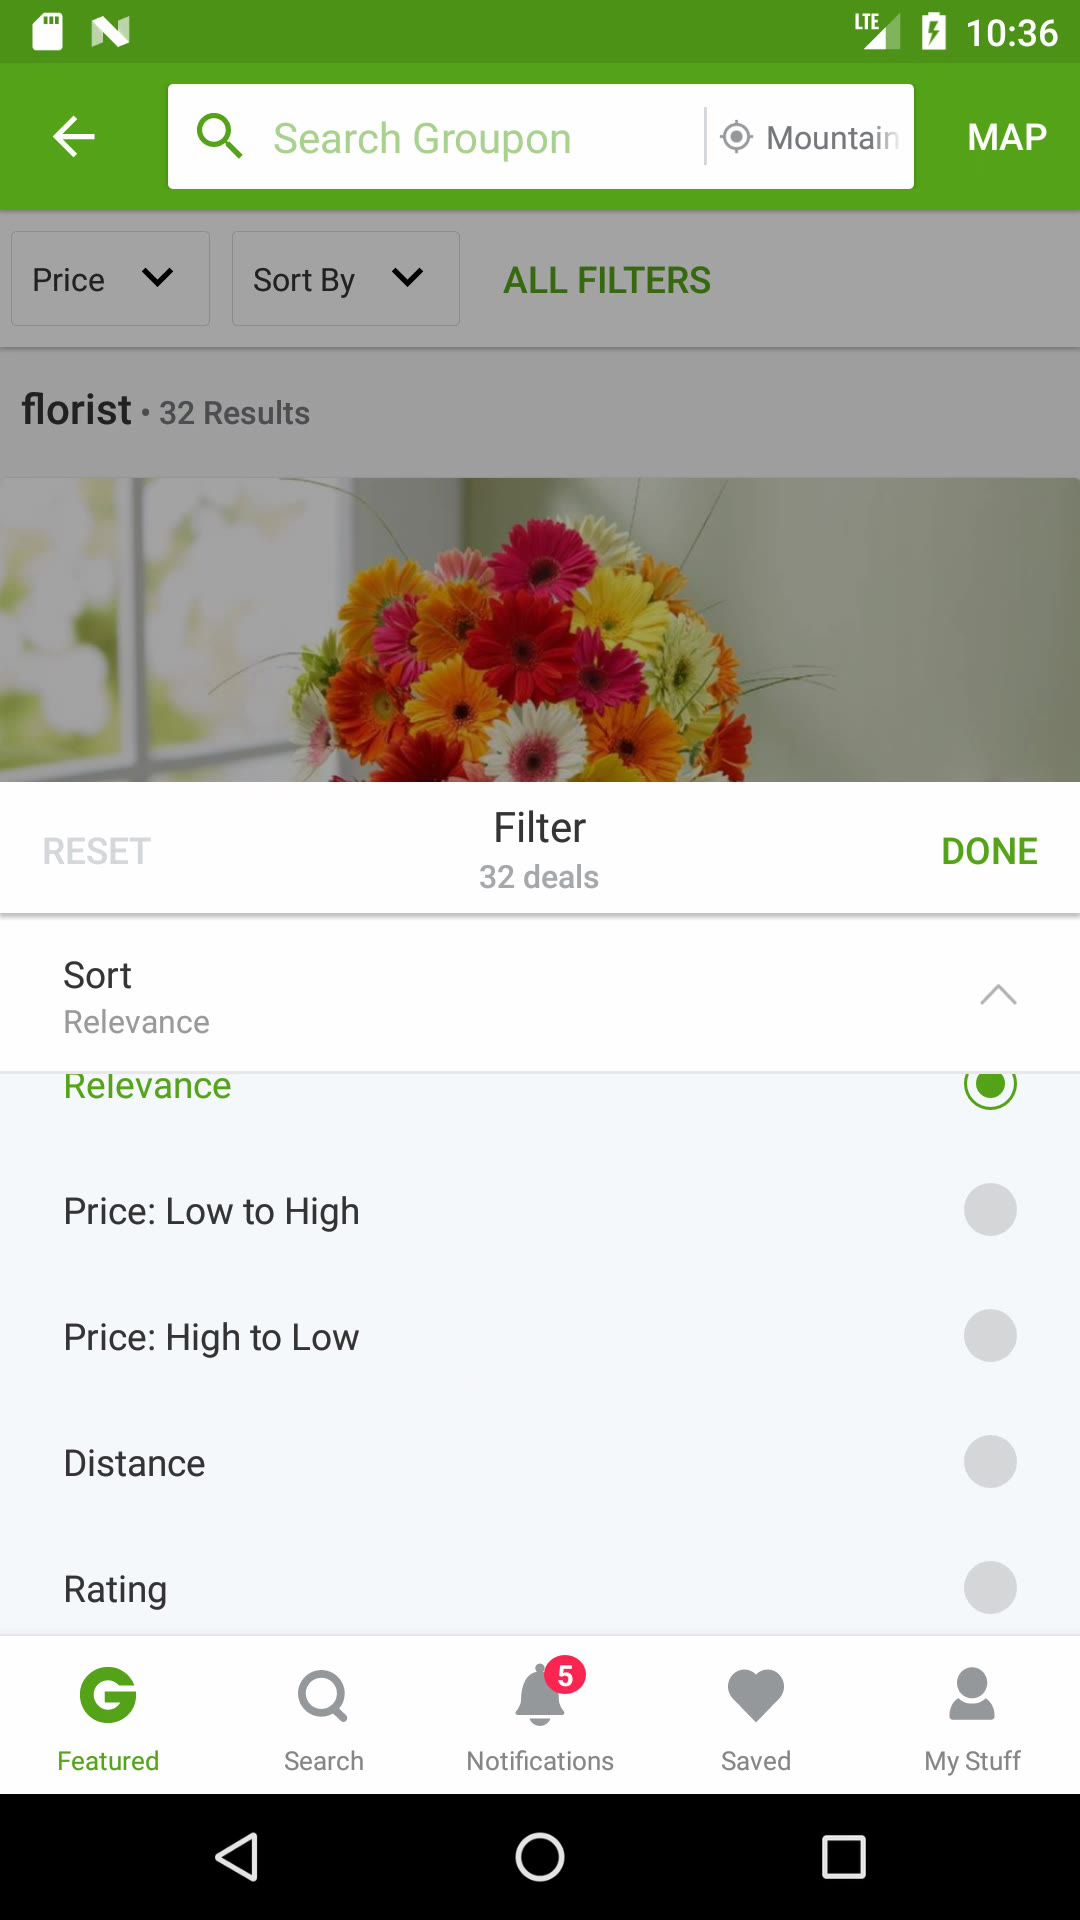 LTE 10:36
Search Groupon Mountain MAP
Price Sort By ALL FILTERS
florist • 32 Results
RESET Filter DONE
32 deals
Sort
Relevance
Relevance
Price: Low to High
Price: High to Low
Distance
Rating
5
Featured Search Notifications Saved My Stuff